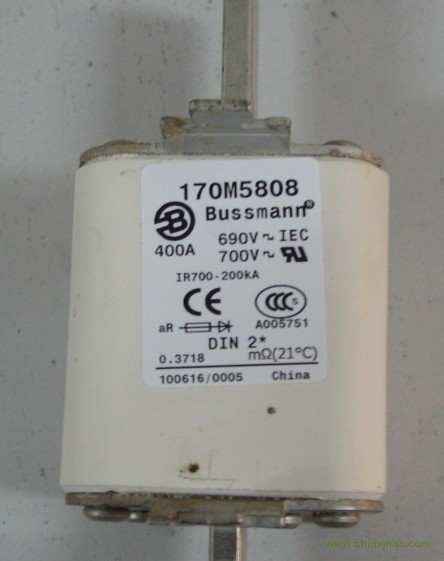 170M5808
B Bussmann®
400A 690V~IEC
700V~
IR700-200kA
CE CCC S
aR A005751
DIN 2*
0.3718 mΩ(21°C)
100616/0005 China
www.chinajnhb.com